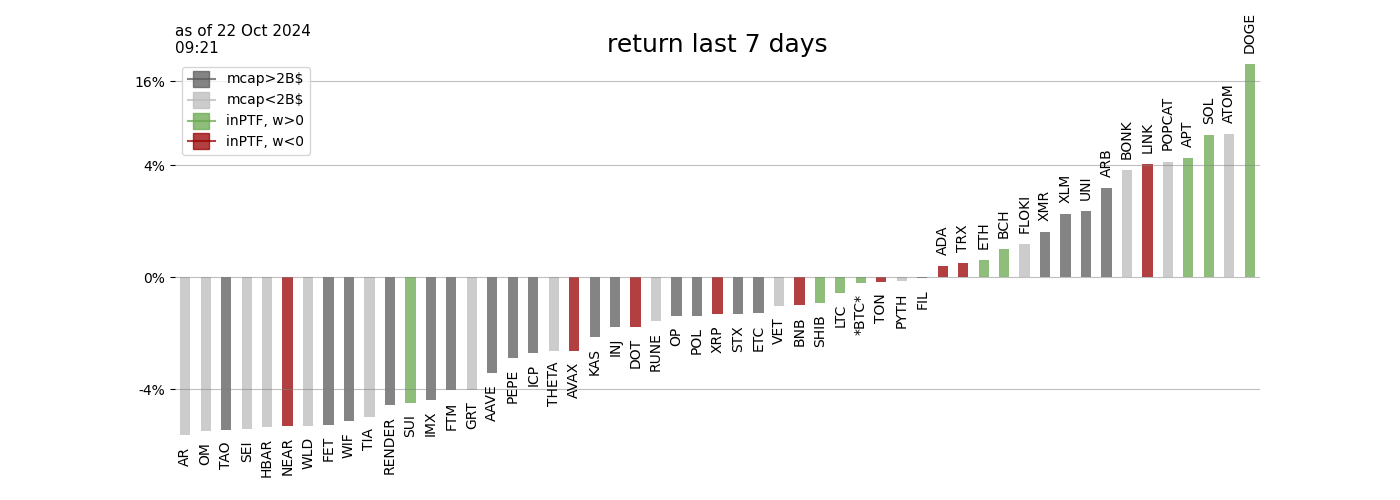 as of 22 Oct 2024
09:21
return last 7 days
mcap>2B$
mcap<2B$
inPTF, w>0
inPTF, w<0
16%
4%
0%
-4%
AR
OM
TAO
SEI
HBAR
NEAR
WLD
FET
WIF
TIA
RENDER
SUI
IMX
FTM
GRT
AAVE
PEPE
ICP
THETA
AVAX
KAS
INJ
DOT
RUNE
OP
POL
XRP
STX
ETC
VET
BNB
SHIB
LTC
*BTC*
TON
PYTH
FIL
ADA
TRX
ETH
BCH
FLOKI
XMR
XLM
UNI
ARB
BONK
LINK
POPCAT
APT
SOL
ATOM
DOGE